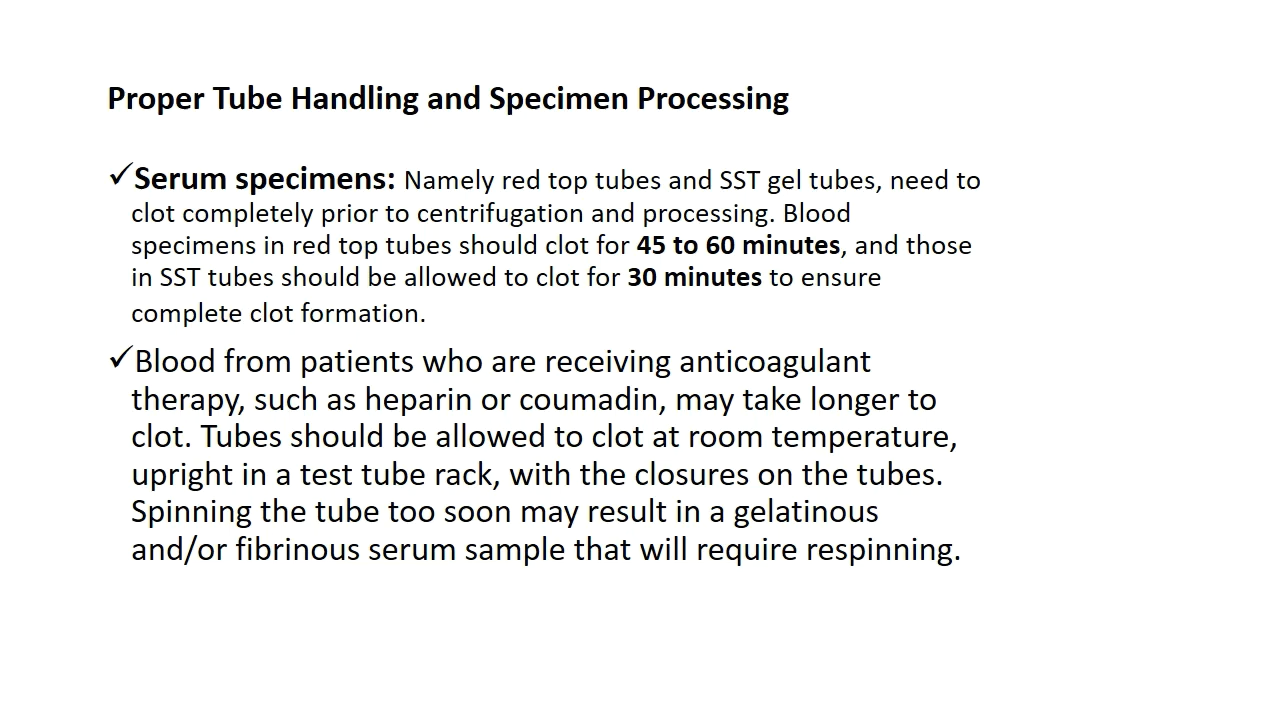 Proper Tube Handling and Specimen Processing
✓Serum specimens: Namely red top tubes and SST gel tubes, need to
clot completely prior to centrifugation and processing. Blood
specimens in red top tubes should clot for 45 to 60 minutes, and those
in SST tubes should be allowed to clot for 30 minutes to ensure
complete clot formation.
✓Blood from patients who are receiving anticoagulant
therapy, such as heparin or coumadin, may take longer to
clot. Tubes should be allowed to clot at room temperature,
upright in a test tube rack, with the closures on the tubes.
Spinning the tube too soon may result in a gelatinous
and/or fibrinous serum sample that will require respinning.